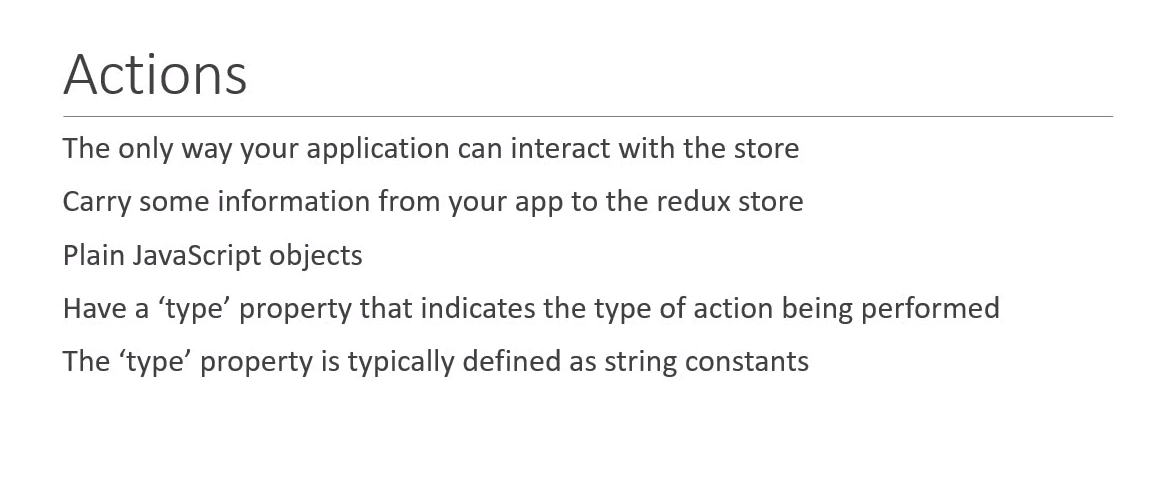 Actions
The only way your application can interact with the store
Carry some information from your app to the redux store
Plain JavaScript objects
Have a ‘type’ property that indicates the type of action being performed
The ‘type’ property is typically defined as string constants